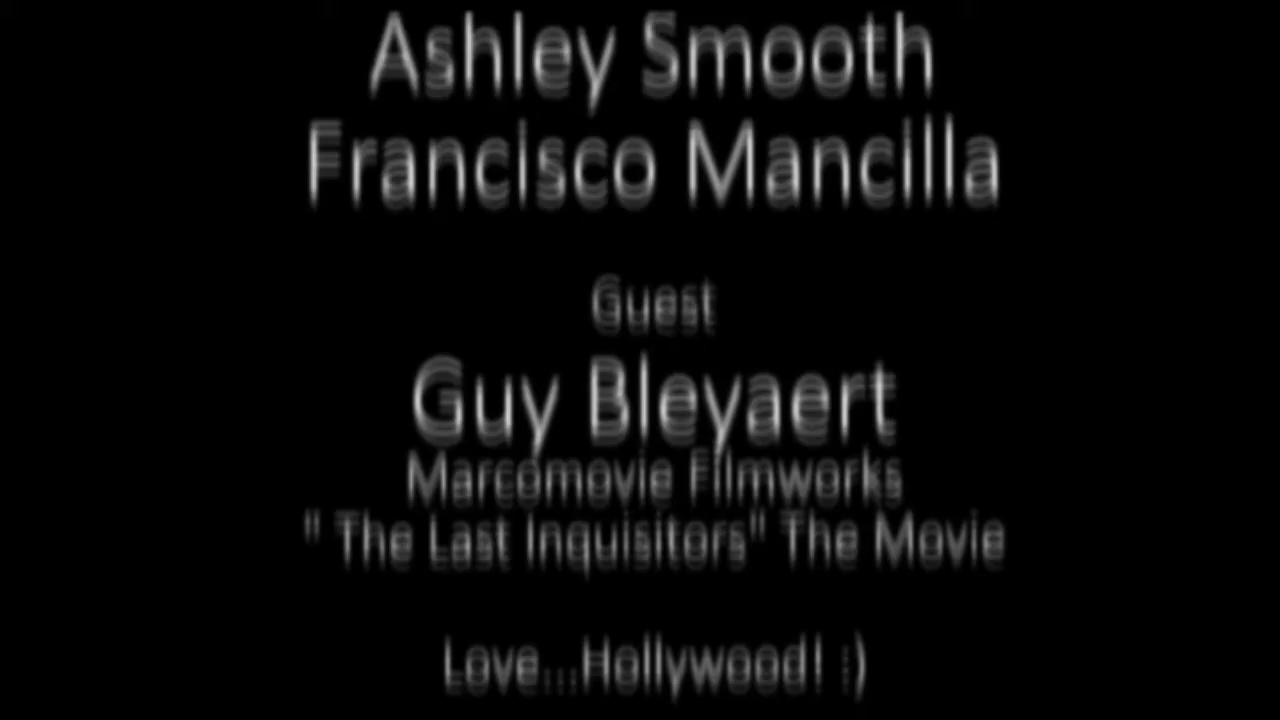 Ashley Smooth
Francisco Mancilla
Guest
Guy Bleyaert
Marcomovie Filmworks
" The Last Inquisitors" The Movie
Love...Hollywood! :)